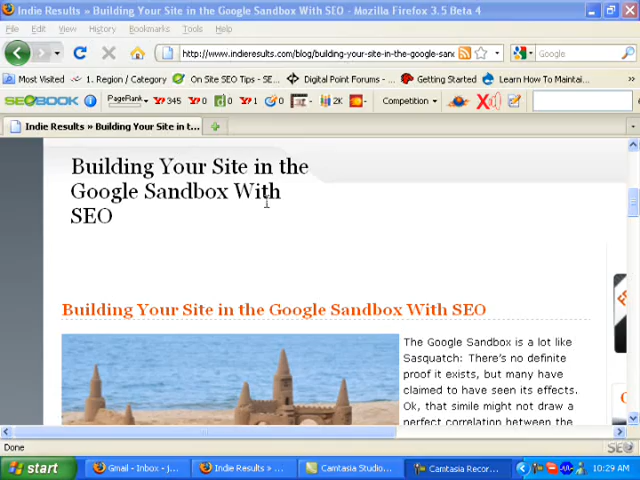 Indie Results » Building Your Site in the Google Sandbox With SEO - Mozilla Firefox 3.5 Beta 4
File Edit View History Bookmarks Tools Help
http://www.indieresults.com/blog/building-your-site-in-the-google-san
Google
Most Visited 1. Region / Category On Site SEO Tips - SE... Digital Point Forums - ... Getting Started Learn How To Maintai...
SEOBOOK PageRank 345 0 0 1 0 2K Competition
Indie Results » Building Your Site in t...
Building Your Site in the
Google Sandbox With
SEO
Building Your Site in the Google Sandbox With SEO
The Google Sandbox is a lot like
Sasquatch: There's no definite
proof it exists, but many have
claimed to have seen its effects.
Ok, that simile might not draw a
perfect correlation between the
Done
SEO
start Gmail - Inbox - j... Indie Results » ... Camtasia Studio... Camtasia Recor... 10:29 AM